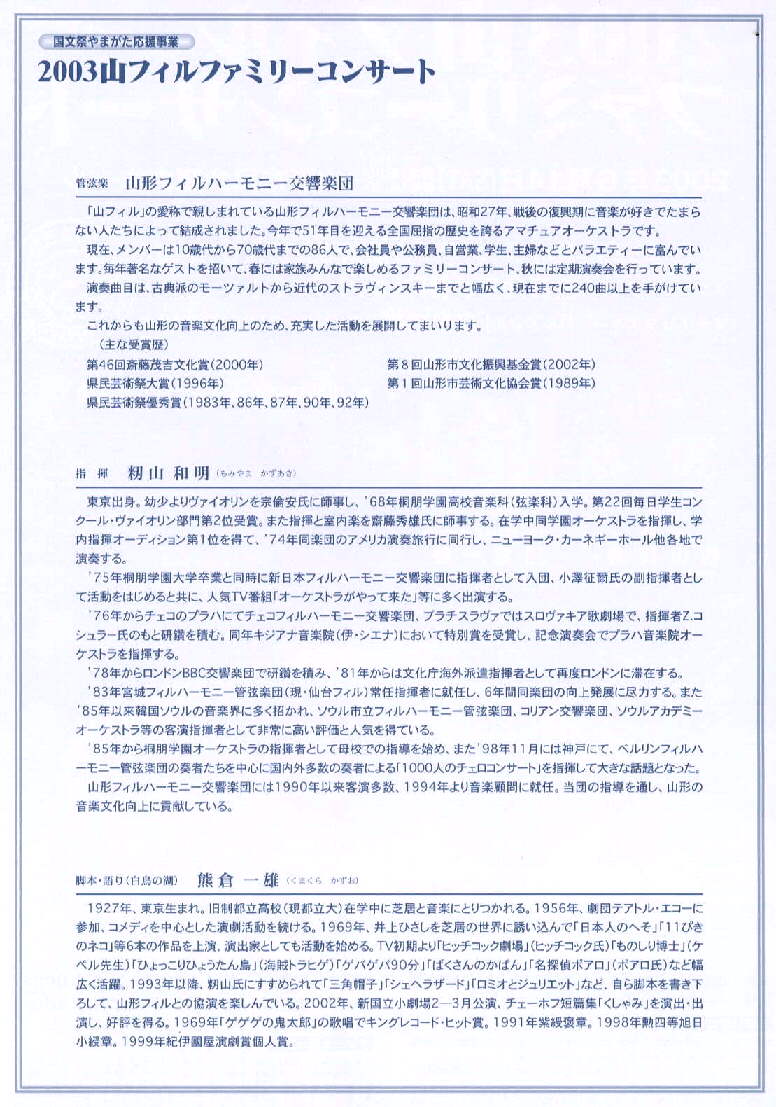 国文祭やまがた応援事業
2003山フィルファミリーコンサート
管弦楽 山形フィルハーモニー交響楽団
「山フィル」の愛称で親しまれている山形フィルハーモニー交響楽団は、昭和27年、戦後の復興期に音楽が好きでたまら
ない人たちによって結成されました。今年で51年目を迎える全国屈指の歴史を誇るアマチュアオーケストラです。
現在、メンバーは10歳代から70歳代までの86人で、会社員や公務員、自営業、学生、主婦などとバラエティーに富んでい
ます。毎年著名なゲストを招いて、春には家族みんなで楽しめるファミリーコンサート、秋には定期演奏会を行っています。
演奏曲目は、古典派のモーツァルトから近代のストラヴィンスキーまでと幅広く、現在までに240曲以上を手がけてい
ます。
これからも山形の音楽文化向上のため、充実した活動を展開してまいります。
（主な受賞歴）
第46回斎藤茂吉文化賞（2000年） 第8回山形市文化振興基金賞（2002年）
県民芸術祭大賞（1996年） 第1回山形市芸術文化協会賞（1989年）
県民芸術祭優秀賞（1983年、86年、87年、90年、92年）
指 揮 籾山 和明（もみやま かずあき）
東京出身。幼少よりヴァイオリンを宗倫安氏に師事し、'68年桐朋学園高校音楽科（弦楽科）入学。第22回毎日学生コン
クール・ヴァイオリン部門第2位受賞。また指揮と室内楽を齋藤秀雄氏に師事する。在学中同学園オーケストラを指揮し、学
内指揮オーディション第1位を得て、'74年同楽団のアメリカ演奏旅行に同行し、ニューヨーク・カーネギーホール他各地で
演奏する。
'75年桐朋学園大学卒業と同時に新日本フィルハーモニー交響楽団に指揮者として入団、小澤征爾氏の副指揮者とし
て活動をはじめると共に、人気TV番組「オーケストラがやって来た」等に多く出演する。
'76年からチェコのプラハにてチェコフィルハーモニー交響楽団、ブラチスラヴァではスロヴァキア歌劇場で、指揮者Z.コ
シュラー氏のもと研鑽を積む。同年キジアナ音楽院（伊・シエナ）において特別賞を受賞し、記念演奏会でプラハ音楽院オー
ケストラを指揮する。
'78年からロンドンBBC交響楽団で研鑽を積み、'81年からは文化庁海外派遣指揮者として再度ロンドンに滞在する。
'83年宮城フィルハーモニー管弦楽団（現・仙台フィル）常任指揮者に就任し、6年間同楽団の向上発展に尽力する。また
'85年以来韓国ソウルの音楽界に多く招かれ、ソウル市立フィルハーモニー管弦楽団、コリアン交響楽団、ソウルアカデミー
オーケストラ等の客演指揮者として非常に高い評価と人気を得ている。
'85年から桐朋学園オーケストラの指揮者として母校での指導を始め、また'98年11月には神戸にて、ベルリンフィルハ
ーモニー管弦楽団の奏者たちを中心に国内外多数の奏者による「1000人のチェロコンサート」を指揮して大きな話題となった。
山形フィルハーモニー交響楽団には1990年以来客演多数、1994年より音楽顧問に就任。当団の指導を通し、山形の
音楽文化向上に貢献している。
脚本・語り（白鳥の湖） 熊倉 一雄（くまくら かずお）
1927年、東京生まれ。旧制都立高校（現都立大）在学中に芝居と音楽にとりつかれる。1956年、劇団テアトル・エコーに
参加、コメディを中心とした演劇活動を続ける。1969年、井上ひさしを芝居の世界に誘い込んで「日本人のへそ」「11ぴき
のネコ」等6本の作品を上演、演出家としても活動を始める。TV初期より「ヒッチコック劇場」（ヒッチコック氏）「ものしり博士」（ケ
ペル先生）「ひょっこりひょうたん島」（海賊トラヒゲ）「ゲバゲバ90分」「ばくさんのかばん」「名探偵ポアロ」（ポアロ氏）など幅
広く活躍。1993年以降、籾山氏にすすめられて「三角帽子」「シェヘラザード」「ロミオとジュリエット」など、自ら脚本を書き下
ろして、山形フィルとの協演を楽しんでいる。2002年、新国立小劇場2―3月公演、チェーホフ短篇集「くしゃみ」を演出・出
演し、好評を得る。1969年「ゲゲゲの鬼太郎」の歌唱でキングレコード・ヒット賞。1991年紫綬褒章。1998年勲四等旭日
小綬章。1999年紀伊國屋演劇賞個人賞。